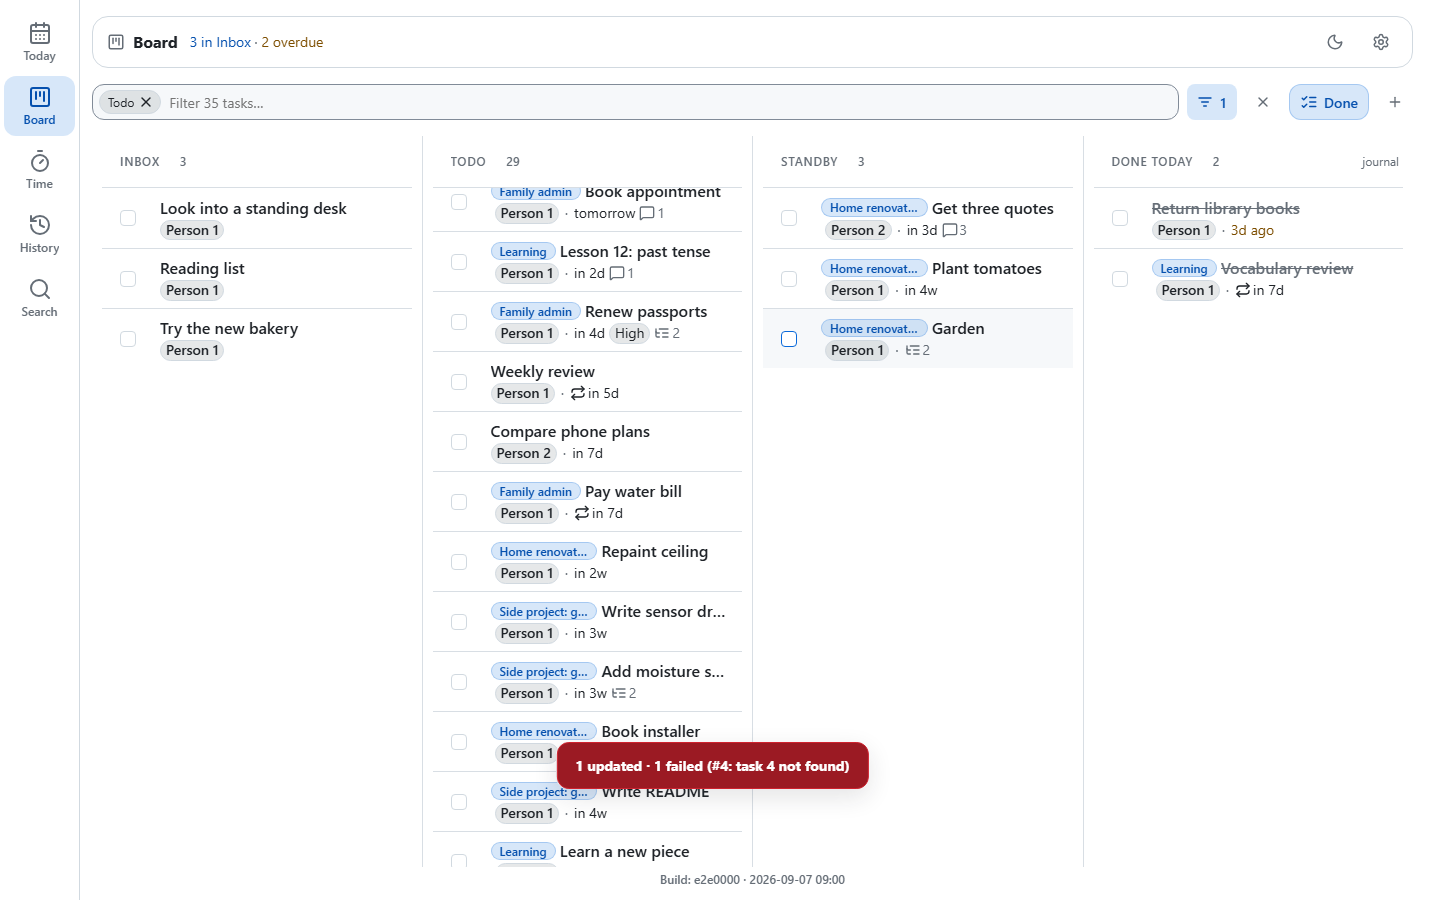 Today
Board
Time
History
Search
Board 3 in Inbox · 2 overdue
Todo Filter 35 tasks... 1 Done
INBOX 3
Look into a standing desk
Person 1
Reading list
Person 1
Try the new bakery
Person 1
TODO 29
Family admin Book appointment
Person 1 · tomorrow 1
Learning Lesson 12: past tense
Person 1 · in 2d 1
Family admin Renew passports
Person 1 · in 4d High 2
Weekly review
Person 1 · in 5d
Compare phone plans
Person 2 · in 7d
Family admin Pay water bill
Person 1 · in 7d
Home renovat... Repaint ceiling
Person 1 · in 2w
Side project: g... Write sensor dr...
Person 1 · in 3w
Side project: g... Add moisture s...
Person 1 · in 3w 2
Home renovat... Book installer
Person 1
Side project: g... Write README
Person 1 · in 4w
Learning Learn a new piece
STANDBY 3
Home renovat... Get three quotes
Person 2 · in 3d 3
Home renovat... Plant tomatoes
Person 1 · in 4w
Home renovat... Garden
Person 1 · 2
DONE TODAY 2 journal
Return library books
Person 1 · 3d ago
Learning Vocabulary review
Person 1 · in 7d
1 updated · 1 failed (#4: task 4 not found)
Build: e2e0000 · 2026-09-07 09:00